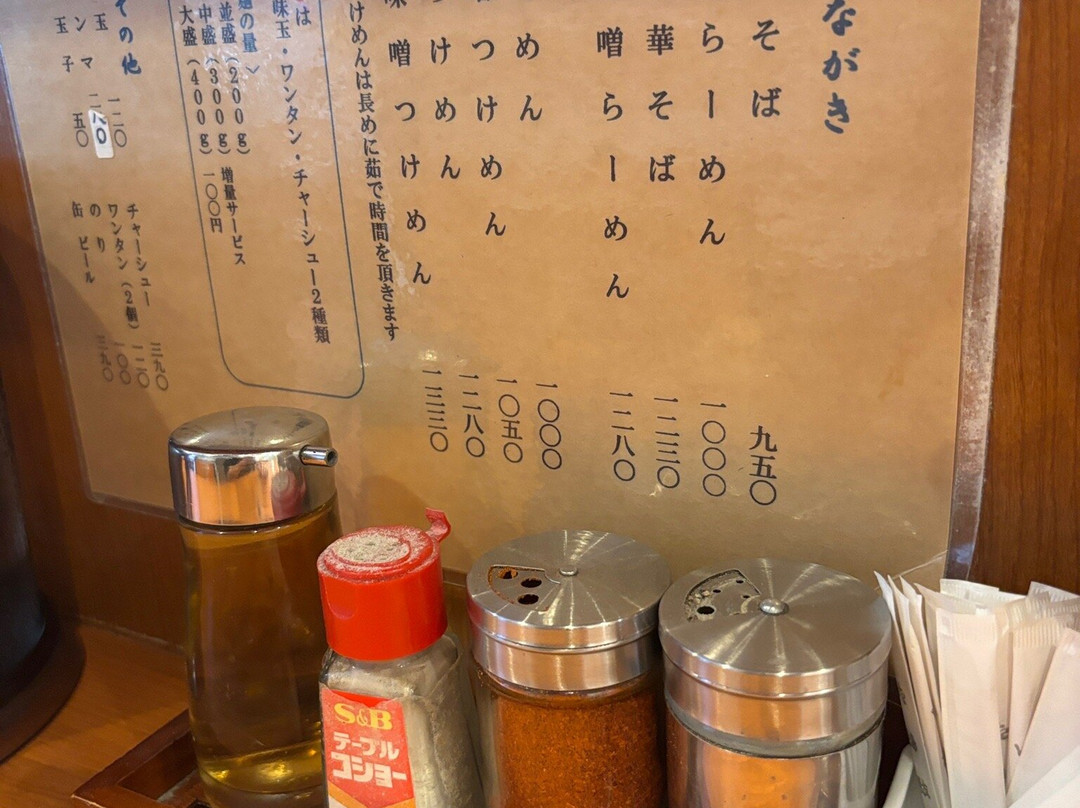 ながき
そば 九五〇
らーめん 一〇〇〇
華そば 一二三〇
噌らーめん 一二八〇
めん 一〇〇〇
つけめん 一〇五〇
けめん 一二八〇
噌つけめん 一三三〇
けめんは長めに茹で時間を頂きます
は
味玉・ワンタン・チャーシュー2種類
麺の量〉
並盛(200g)
中盛(300g) 増量サービス
大盛(400g) 一〇〇円
その他
玉 一二〇
ンマ
玉子 五〇
チャーシュー 三九〇
ワンタン(2個) 一二〇
のり 一〇〇
缶ビール 三九〇
S&B
テーブル
コショー